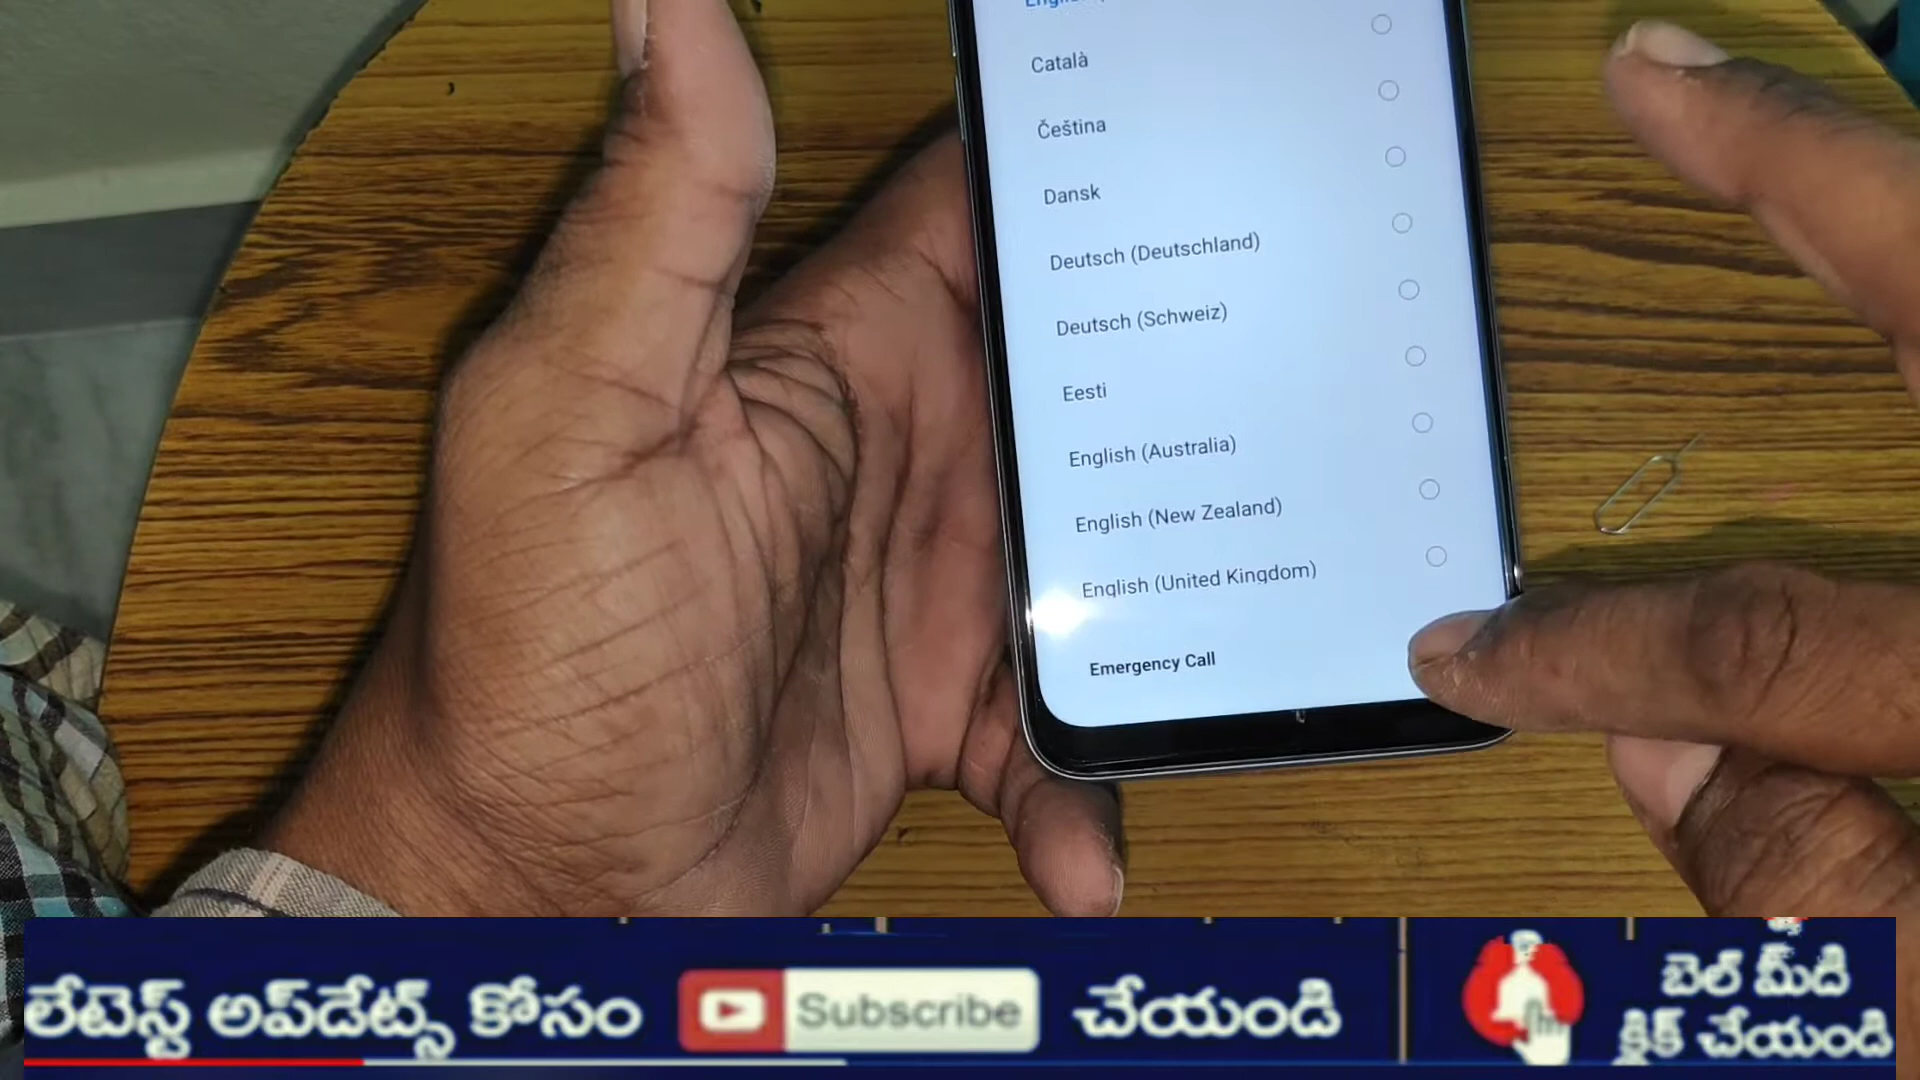 Català
Čeština
Dansk
Deutsch (Deutschland)
Deutsch (Schweiz)
Eesti
English (Australia)
English (New Zealand)
English (United Kingdom)
Emergency Call
లేటెస్ట్ అప్‌డేట్స్ కోసం Subscribe చేయండి
బెల్ మీద
క్లిక్ చేయండి